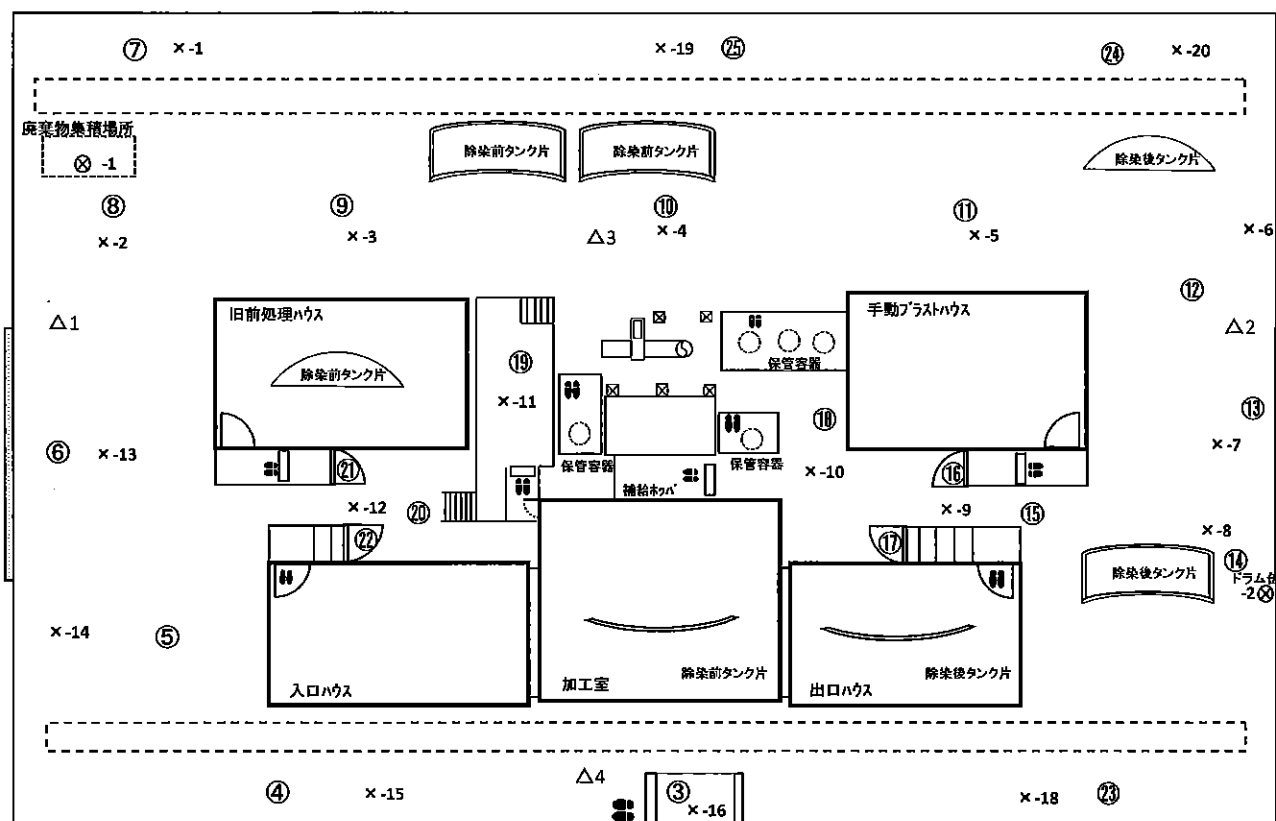 ⑦ ×-1 ×-19 ㉕ ㉔ ×-20
廃棄物集積場所
⊗ -1
除染前タンク片
除染前タンク片
除染後タンク片
⑧ ⑨ ⑩ ⑪
×-2 ×-3 △3 ×-4 ×-5 ×-6
⑫
△1
△2
旧前処理ハウス
除染前タンク片
手動ブラストハウス
保管容器
⑲
×-11
⑱
⑬
×-7
⑥ ×-13
㉑
保管容器
保管容器
補給ホッパ
×-10
⑯
×-12 ⑳
×-9 ⑮
㉒
⑰
×-8
⑭
除染後タンク片
-2⊗
×-14 ⑤
入口ハウス
加工室
除染前タンク片
出口ハウス
除染後タンク片
④ ×-15
△4
③
×-16
×-18 ㉓